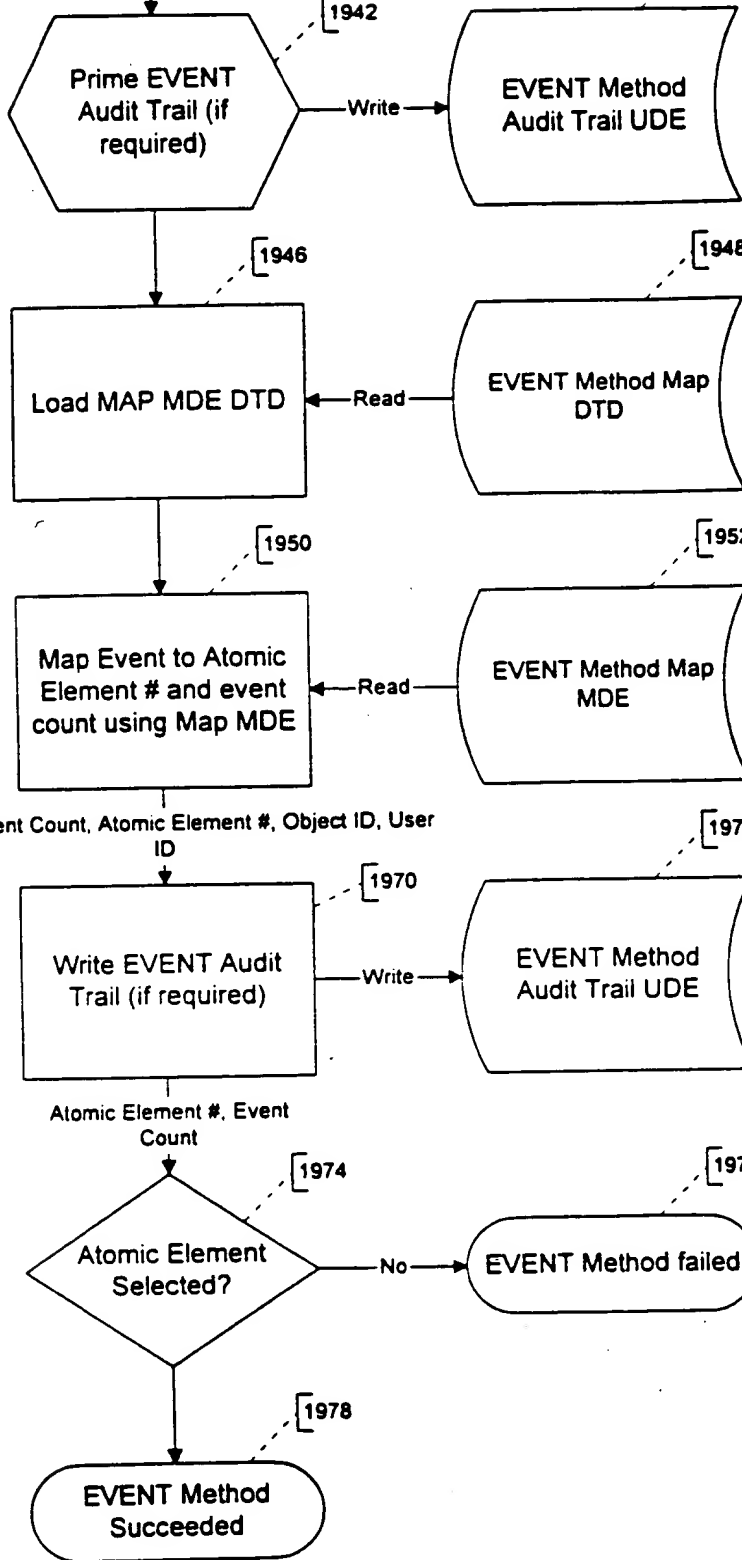 1942
Prime EVENT
Audit Trail (if
required)
Write
EVENT Method
Audit Trail UDE
1946
1948
Load MAP MDE DTD
Read
EVENT Method Map
DTD
1950
Map Event to Atomic
Element # and event
count using Map MDE
Read
EVENT Method Map
MDE
Count, Atomic Element #, Object ID, User
ID
1970
Write EVENT Audit
Trail (if required)
Write
EVENT Method
Audit Trail UDE
Atomic Element #, Event
Count
1974
Atomic Element
Selected?
No
EVENT Method failed
1978
EVENT Method
Succeeded